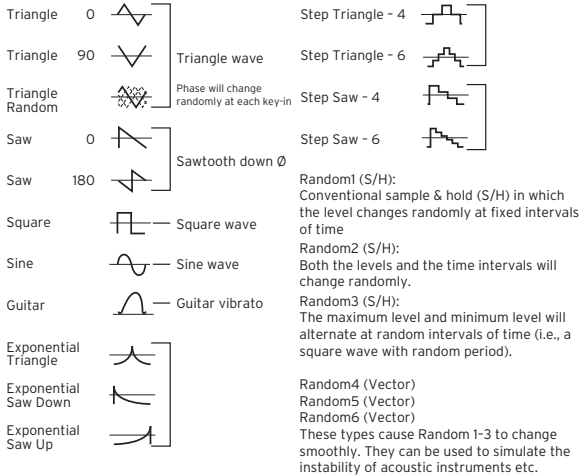 Triangle 0
Triangle 90
Triangle wave
Triangle
Random
Phase will change
randomly at each key-in
Saw 0
Saw 180
Sawtooth down Ø
Square
Square wave
Sine
Sine wave
Guitar
Guitar vibrato
Exponential
Triangle
Exponential
Saw Down
Exponential
Saw Up
Step Triangle – 4
Step Triangle – 6
Step Saw – 4
Step Saw – 6
Random1 (S/H):
Conventional sample & hold (S/H) in which
the level changes randomly at fixed intervals
of time
Random2 (S/H):
Both the levels and the time intervals will
change randomly.
Random3 (S/H):
The maximum level and minimum level will
alternate at random intervals of time (i.e., a
square wave with random period).
Random4 (Vector)
Random5 (Vector)
Random6 (Vector)
These types cause Random 1–3 to change
smoothly. They can be used to simulate the
instability of acoustic instruments etc.